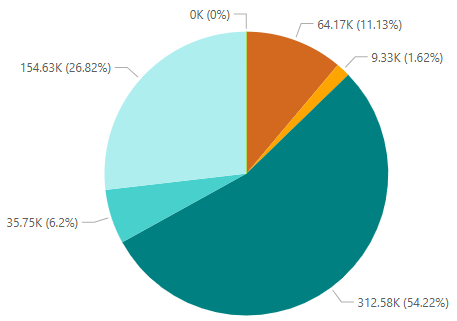 0K (0%)
64.17K (11.13%)
9.33K (1.62%)
154.63K (26.82%)
35.75K (6.2%)
312.58K (54.22%)